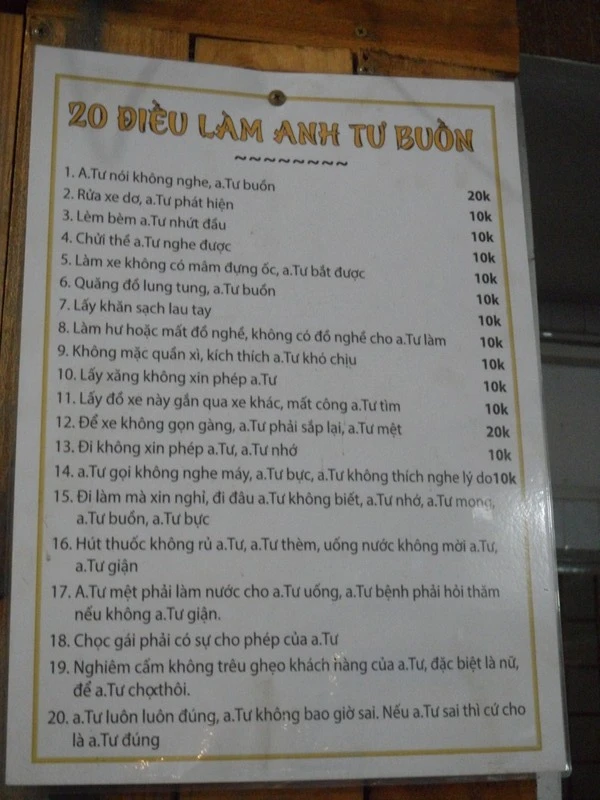 20 ĐIỀU LÀM ANH TƯ BUỒN
~~~~~~~~
1. A.Tư nói không nghe, a.Tư buồn 20k
2. Rửa xe dơ, a.Tư phát hiện 10k
3. Lèm bèm a.Tư nhứt đầu 10k
4. Chửi thề a.Tư nghe được 10k
5. Làm xe không có mâm đựng ốc, a.Tư bắt được 10k
6. Quăng đồ lung tung, a.Tư buồn 10k
7. Lấy khăn sạch lau tay 10k
8. Làm hư hoặc mất đồ nghề, không có đồ nghề cho a.Tư làm 10k
9. Không mặc quần xì, kích thích a.Tư khó chịu 10k
10. Lấy xăng không xin phép a.Tư 10k
11. Lấy đồ xe này gắn qua xe khác, mất công a.Tư tìm 10k
12. Để xe không gọn gàng, a.Tư phải sắp lại, a.Tư mệt 20k
13. Đi không xin phép a.Tư, a.Tư nhớ 10k
14. a.Tư gọi không nghe máy, a.Tư bực, a.Tư không thích nghe lý do10k
15. Đi làm mà xin nghỉ, đi đâu a.Tư không biết, a.Tư nhớ, a.Tư mong,
a.Tư buồn, a.Tư bực
16. Hút thuốc không rủ a.Tư, a.Tư thèm, uống nước không mời a.Tư,
a.Tư giận
17. A.Tư mệt phải làm nước cho a.Tư uống, a.Tư bệnh phải hỏi thăm
nếu không a.Tư giận.
18. Chọc gái phải có sự cho phép của a.Tư
19. Nghiêm cấm không trêu ghẹo khách hàng của a.Tư, đặc biệt là nữ,
để a.Tư chọxthỏi.
20. a.Tư luôn luôn đúng, a.Tư không bao giờ sai. Nếu a.Tư sai thì cứ cho
là a.Tư đúng